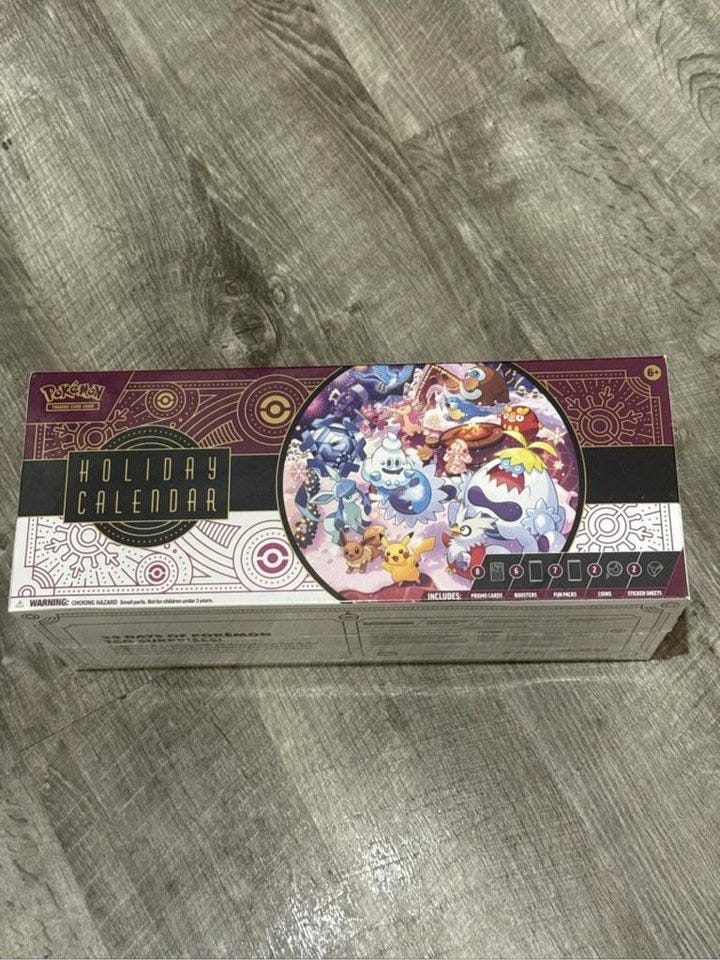 POKéMON
TRADING CARD GAME
6+
HOLIDAY
CALENDAR
8 6 7 2 2
WARNING: CHOKING HAZARD Small parts. Not for children under 3 years.
INCLUDES: PROMO CARDS BOOSTERS FUN PACKS COINS STICKER SHEETS
DAYS OF POKÉMON
TCG